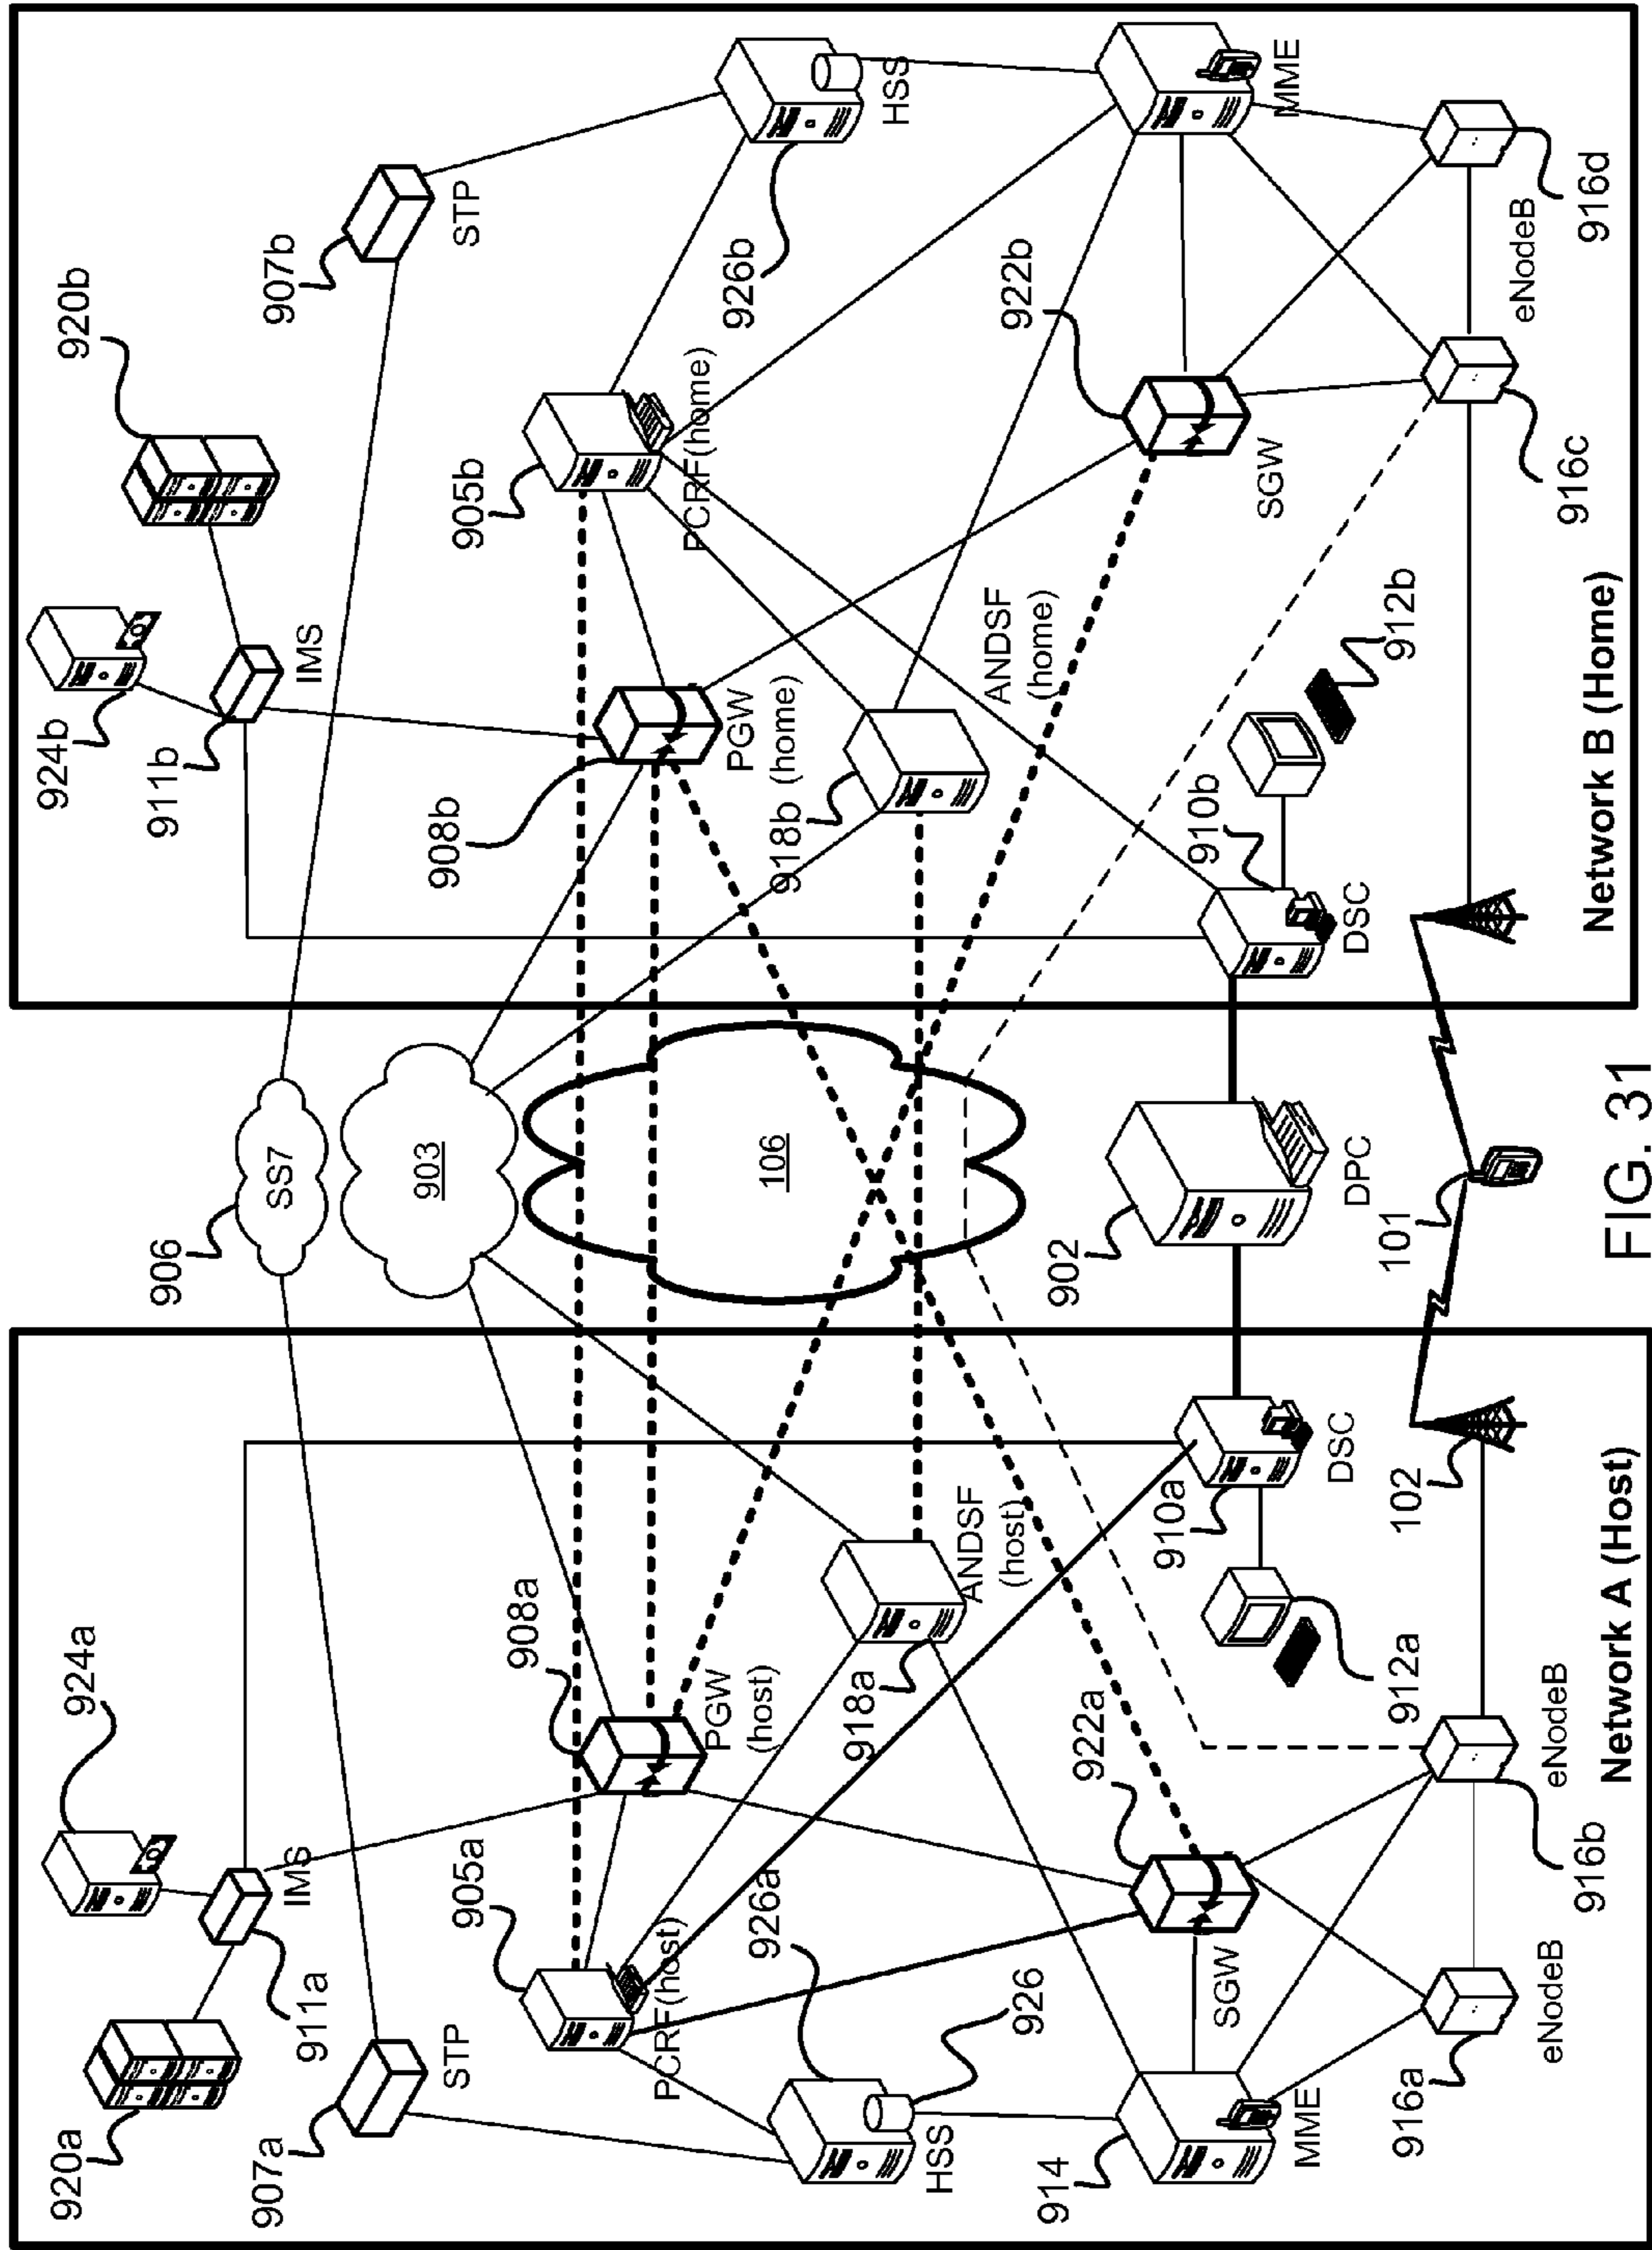 920a
924a
907a
STP
911a
IMS
906
SS7
903
905a
PCRF(host)
908a
PGW
(host)
926a
926
HSS
918a
ANDSF
(host)
106
914
MME
922a
SGW
916a
eNodeB
916b
eNodeB
912a
910a
DSC
102
902
DPC
101
Network A (Host)
924b
920b
911b
IMS
907b
STP
905b
PCRF(home)
908b
PGW
(home)
926b
HSS
918b
ANDSF
(home)
922b
SGW
MME
910b
DSC
912b
916c
eNodeB
916d
Network B (Home)
FIG. 31